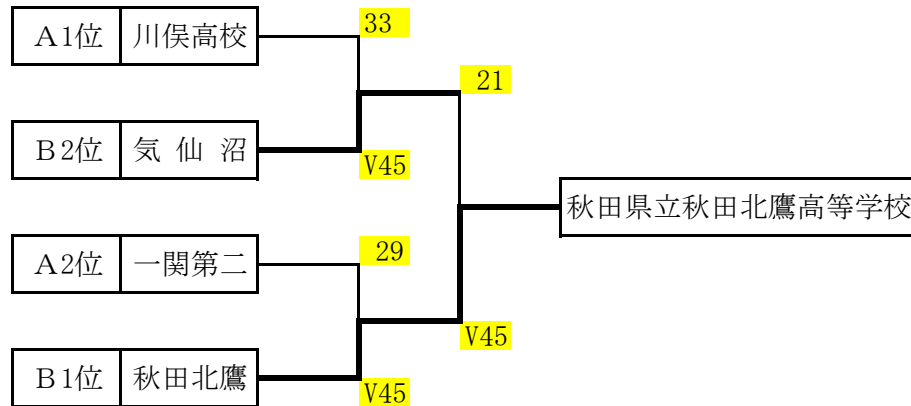 A1位 川俣高校
33
21
B2位 気仙沼
V45
秋田県立秋田北鷹高等学校
A2位 一関第二
29
V45
B1位 秋田北鷹
V45